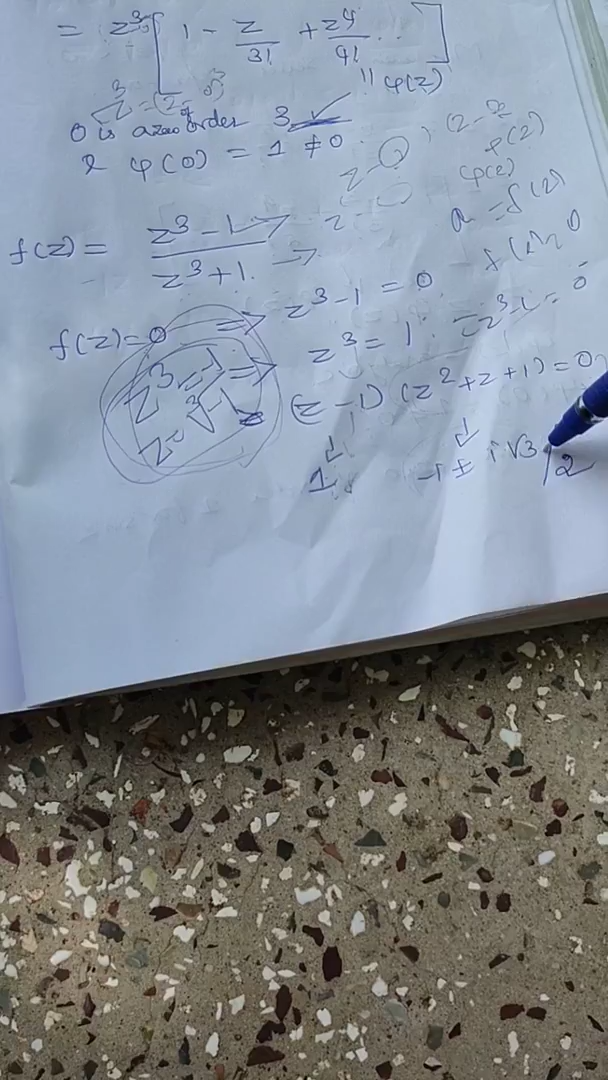 = z³ [ 1 - z/3! + z⁴/4! .. ]
!! φ(z)
0 is a zero of order 3 ✓
& φ(0) = 1 ≠ 0
φ(z)
φ(z)
a = f(z)
f(z) = (z³ - 1)/(z³ + 1)
f(z) = 0 => z³ - 1 = 0
z³ = 1
=> (z - 1) (z² + z + 1) = 0
1, -1 ± i √3 / 2